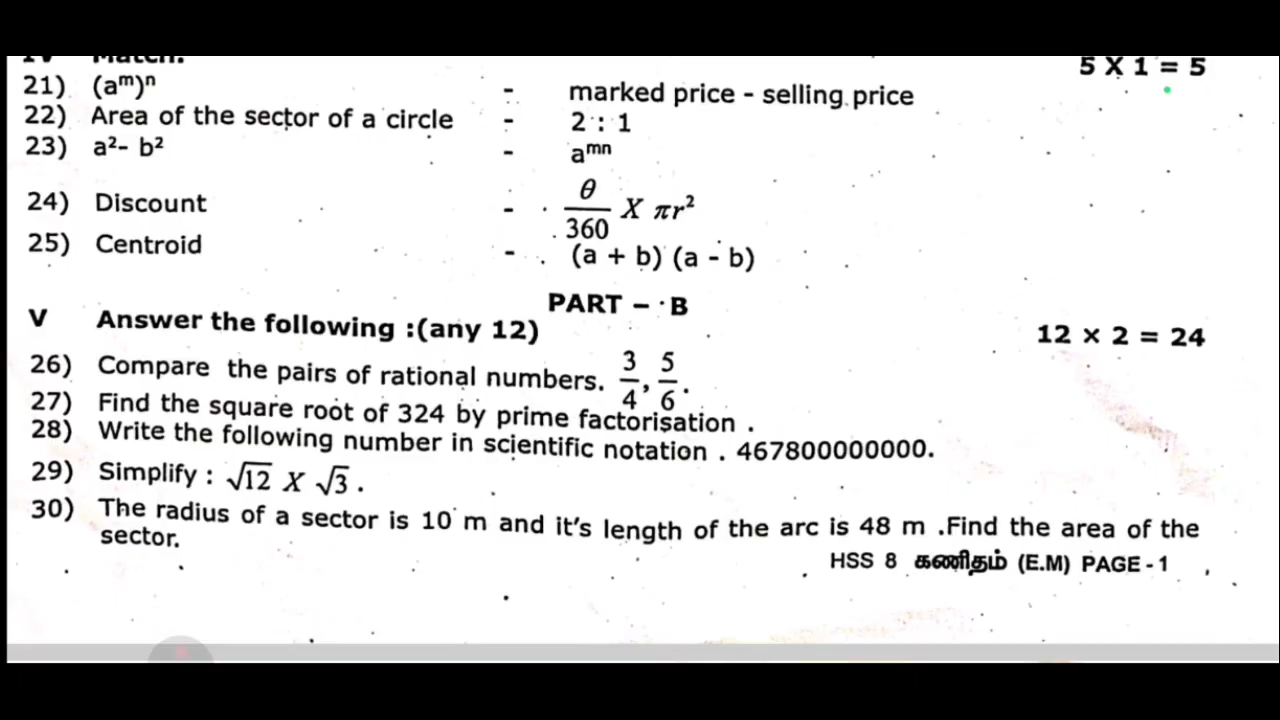 IV Match: 5 X 1 = 5
21) (aᵐ)ⁿ - marked price - selling price
22) Area of the sector of a circle - 2 : 1
23) a²- b² - aᵐⁿ
24) Discount - θ/360 X πr²
25) Centroid - (a + b) (a - b)
PART - B
V Answer the following :(any 12) 12 x 2 = 24
26) Compare the pairs of rational numbers. 3/4, 5/6.
27) Find the square root of 324 by prime factorisation .
28) Write the following number in scientific notation . 467800000000.
29) Simplify : √12 X √3 .
30) The radius of a sector is 10 m and it's length of the arc is 48 m .Find the area of the
sector.
HSS 8 கணிதம் (E.M) PAGE - 1